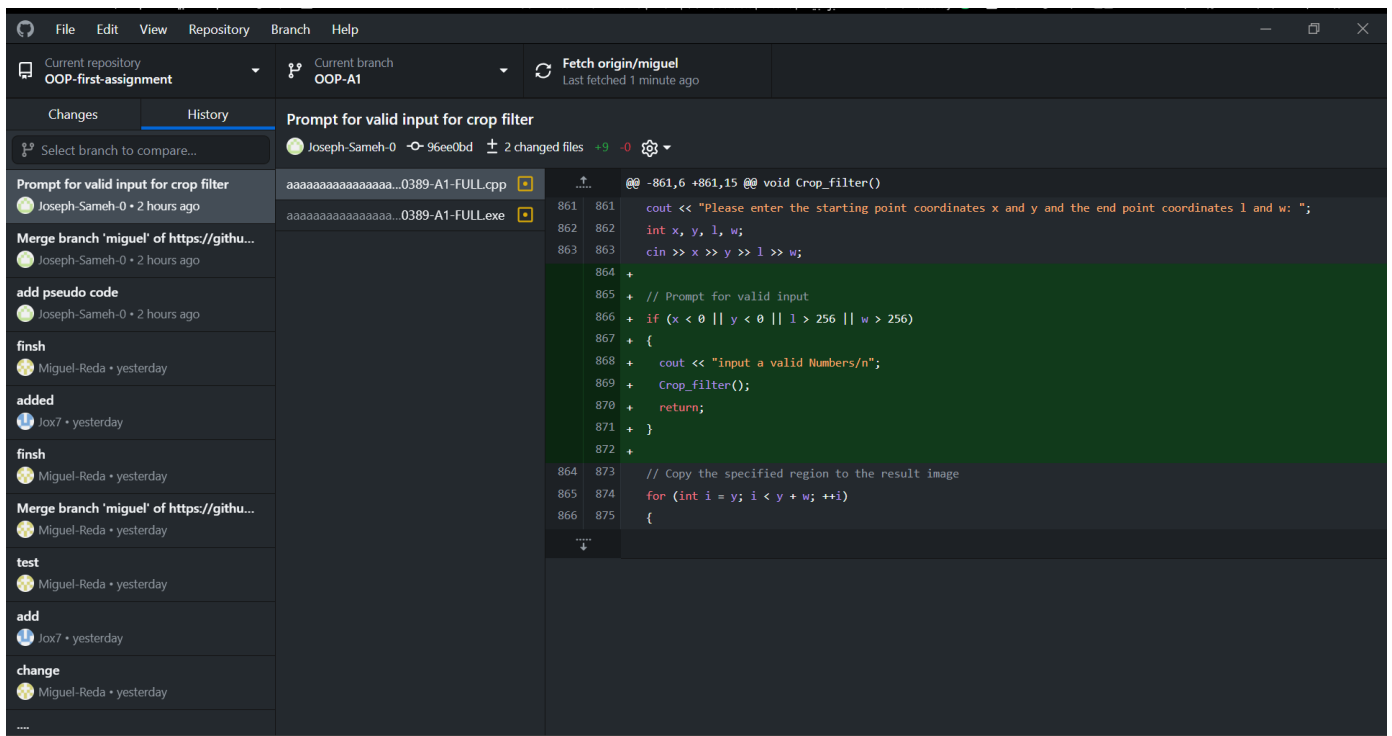 File Edit View Repository Branch Help
Current repository
OOP-first-assignment
Current branch
OOP-A1
Fetch origin/miguel
Last fetched 1 minute ago
Changes History
Select branch to compare...
Prompt for valid input for crop filter
Joseph-Sameh-0 • 2 hours ago
Merge branch 'miguel' of https://githu...
Joseph-Sameh-0 • 2 hours ago
add pseudo code
Joseph-Sameh-0 • 2 hours ago
finsh
Miguel-Reda • yesterday
added
Jox7 • yesterday
finsh
Miguel-Reda • yesterday
Merge branch 'miguel' of https://githu...
Miguel-Reda • yesterday
test
Miguel-Reda • yesterday
add
Jox7 • yesterday
change
Miguel-Reda • yesterday
....
Prompt for valid input for crop filter
Joseph-Sameh-0 96ee0bd 2 changed files +9 -0
aaaaaaaaaaaaaaaa...0389-A1-FULL.cpp
aaaaaaaaaaaaaaaa...0389-A1-FULL.exe
@@ -861,6 +861,15 @@ void Crop_filter()
861 861 cout << "Please enter the starting point coordinates x and y and the end point coordinates l and w: ";
862 862 int x, y, l, w;
863 863 cin >> x >> y >> l >> w;
864 +
865 + // Prompt for valid input
866 + if (x < 0 || y < 0 || l > 256 || w > 256)
867 + {
868 + cout << "input a valid Numbers/n";
869 + Crop_filter();
870 + return;
871 + }
872 +
864 873 // Copy the specified region to the result image
865 874 for (int i = y; i < y + w; ++i)
866 875 {